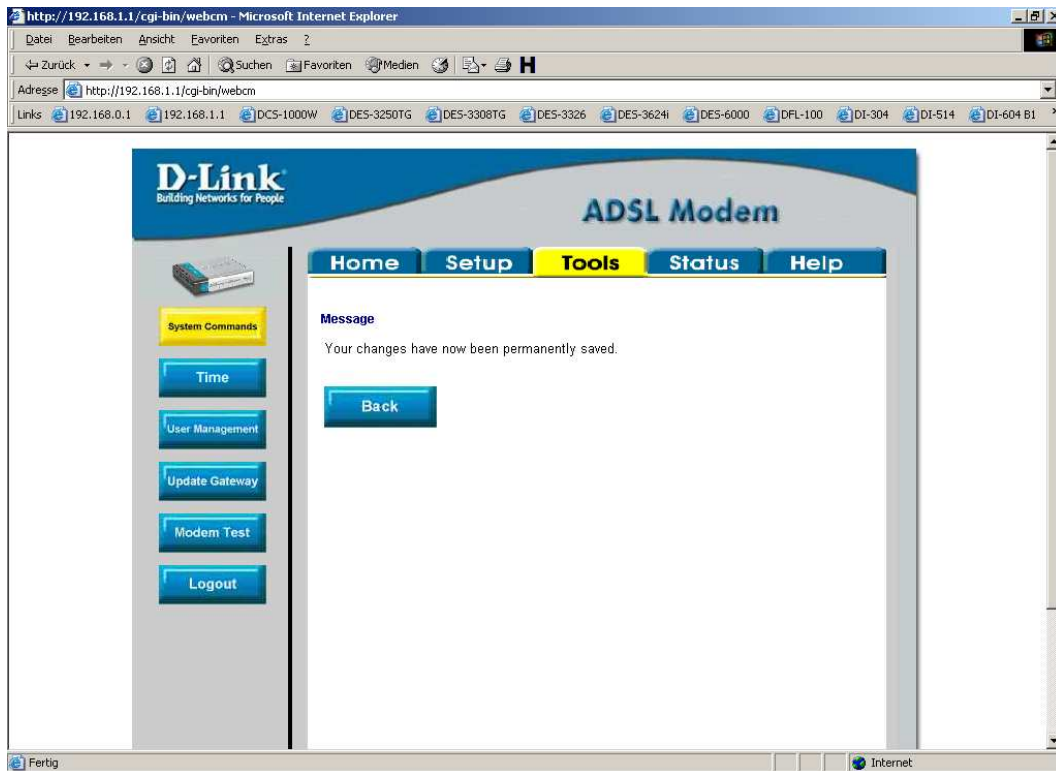 http://192.168.1.1/cgi-bin/webcm - Microsoft Internet Explorer
Datei Bearbeiten Ansicht Favoriten Extras ?
Zurück Suchen Favoriten Medien H
Adresse http://192.168.1.1/cgi-bin/webcm
Links 192.168.0.1 192.168.1.1 DCS-1000W DES-3250TG DES-3308TG DES-3326 DES-3624i DES-6000 DFL-100 DI-304 DI-514 DI-604 B1
D-Link
Building Networks for People
ADSL Modem
Home Setup Tools Status Help
System Commands
Time
User Management
Update Gateway
Modem Test
Logout
Message
Your changes have now been permanently saved.
Back
Fertig Internet